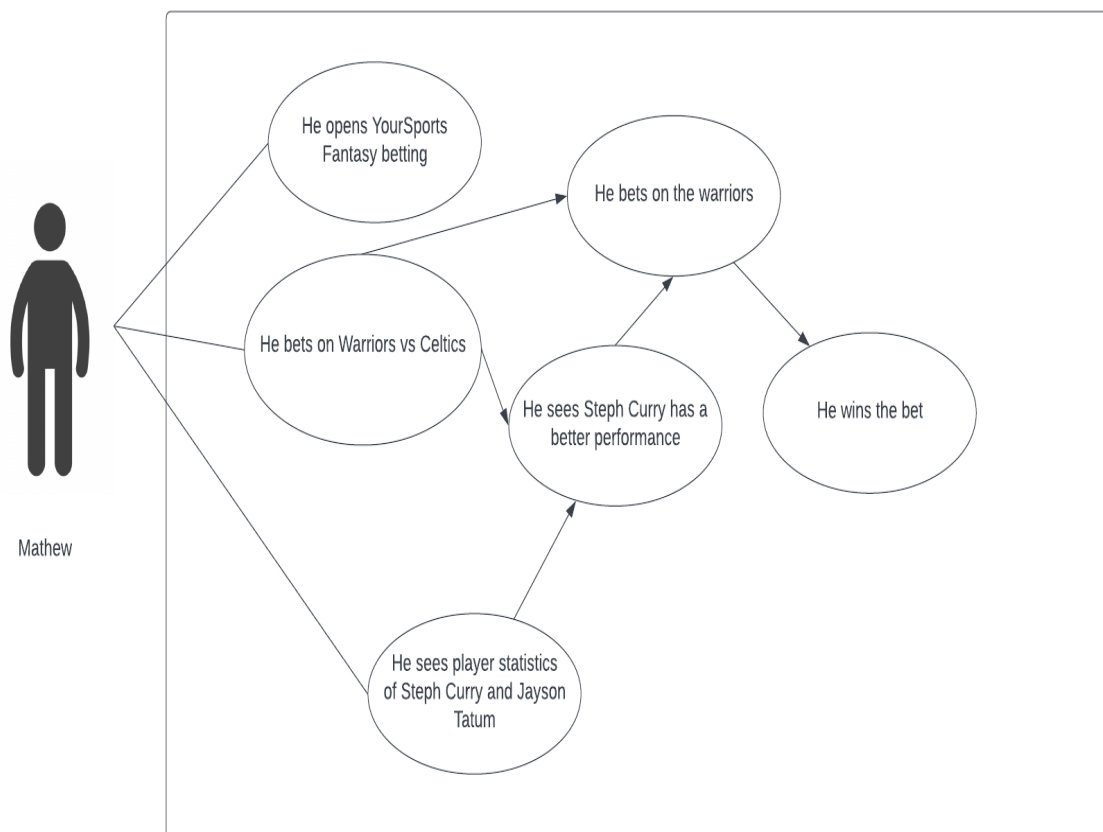 He opens YourSports
Fantasy betting
He bets on the warriors
He bets on Warriors vs Celtics
He sees Steph Curry has a
better performance
He wins the bet
Mathew
He sees player statistics
of Steph Curry and Jayson
Tatum